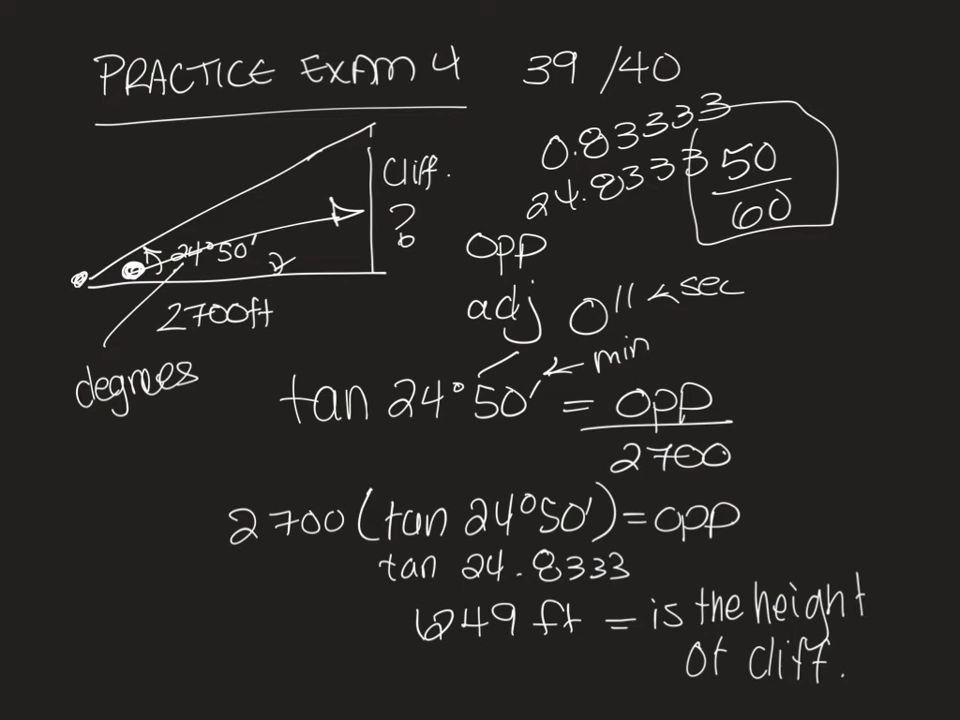 PRACTICE EXAM 4 39 /40
0.83333
24.8333
50
60
Cliff.
?
24°50'
2700ft
degrees
opp
adj
0'' < sec
← min
tan 24°50' = opp
2700
2700 (tan 24°50') = opp
tan 24.8333
1249 ft = is the height
of cliff.